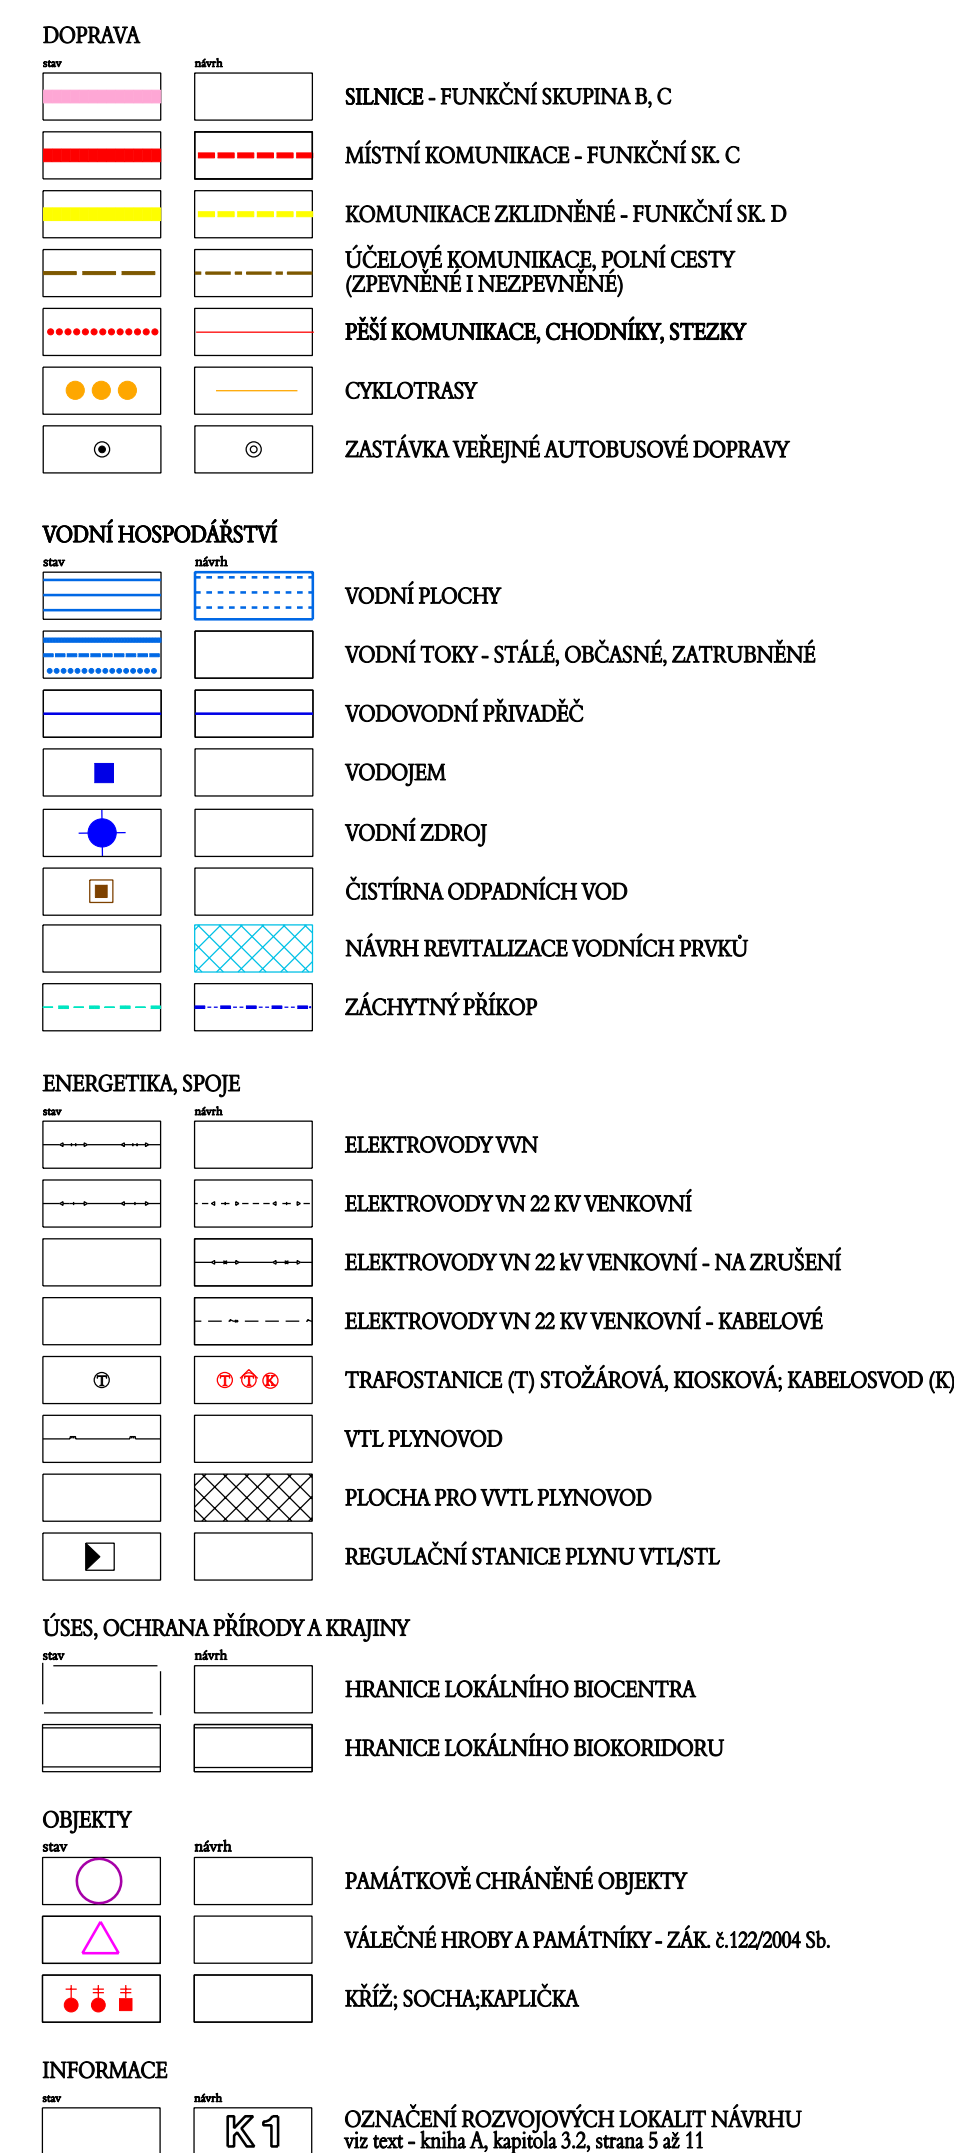 DOPRAVA
stav návrh
SILNICE - FUNKČNÍ SKUPINA B, C
MÍSTNÍ KOMUNIKACE - FUNKČNÍ SK. C
KOMUNIKACE ZKLIDNĚNÉ - FUNKČNÍ SK. D
ÚČELOVÉ KOMUNIKACE, POLNÍ CESTY
(ZPEVNĚNÉ I NEZPEVNĚNÉ)
PĚŠÍ KOMUNIKACE, CHODNÍKY, STEZKY
CYKLOTRASY
ZASTÁVKA VEŘEJNÉ AUTOBUSOVÉ DOPRAVY
VODNÍ HOSPODÁŘSTVÍ
stav návrh
VODNÍ PLOCHY
VODNÍ TOKY - STÁLÉ, OBČASNÉ, ZATRUBNĚNÉ
VODOVODNÍ PŘIVADĚČ
VODOJEM
VODNÍ ZDROJ
ČISTÍRNA ODPADNÍCH VOD
NÁVRH REVITALIZACE VODNÍCH PRVKŮ
ZÁCHYTNÝ PŘÍKOP
ENERGETIKA, SPOJE
stav návrh
ELEKTROVODY VVN
ELEKTROVODY VN 22 KV VENKOVNÍ
ELEKTROVODY VN 22 kV VENKOVNÍ - NA ZRUŠENÍ
ELEKTROVODY VN 22 KV VENKOVNÍ - KABELOVÉ
T T T K TRAFOSTANICE (T) STOŽÁROVÁ, KIOSKOVÁ; KABELOSVOD (K)
VTL PLYNOVOD
PLOCHA PRO VVTL PLYNOVOD
REGULAČNÍ STANICE PLYNU VTL/STL
ÚSES, OCHRANA PŘÍRODY A KRAJINY
stav návrh
HRANICE LOKÁLNÍHO BIOCENTRA
HRANICE LOKÁLNÍHO BIOKORIDORU
OBJEKTY
stav návrh
PAMÁTKOVĚ CHRÁNĚNÉ OBJEKTY
VÁLEČNÉ HROBY A PAMÁTNÍKY - ZÁK. č.122/2004 Sb.
KŘÍŽ; SOCHA;KAPLIČKA
INFORMACE
stav návrh
K1 OZNAČENÍ ROZVOJOVÝCH LOKALIT NÁVRHU
viz text - kniha A, kapitola 3.2, strana 5 až 11